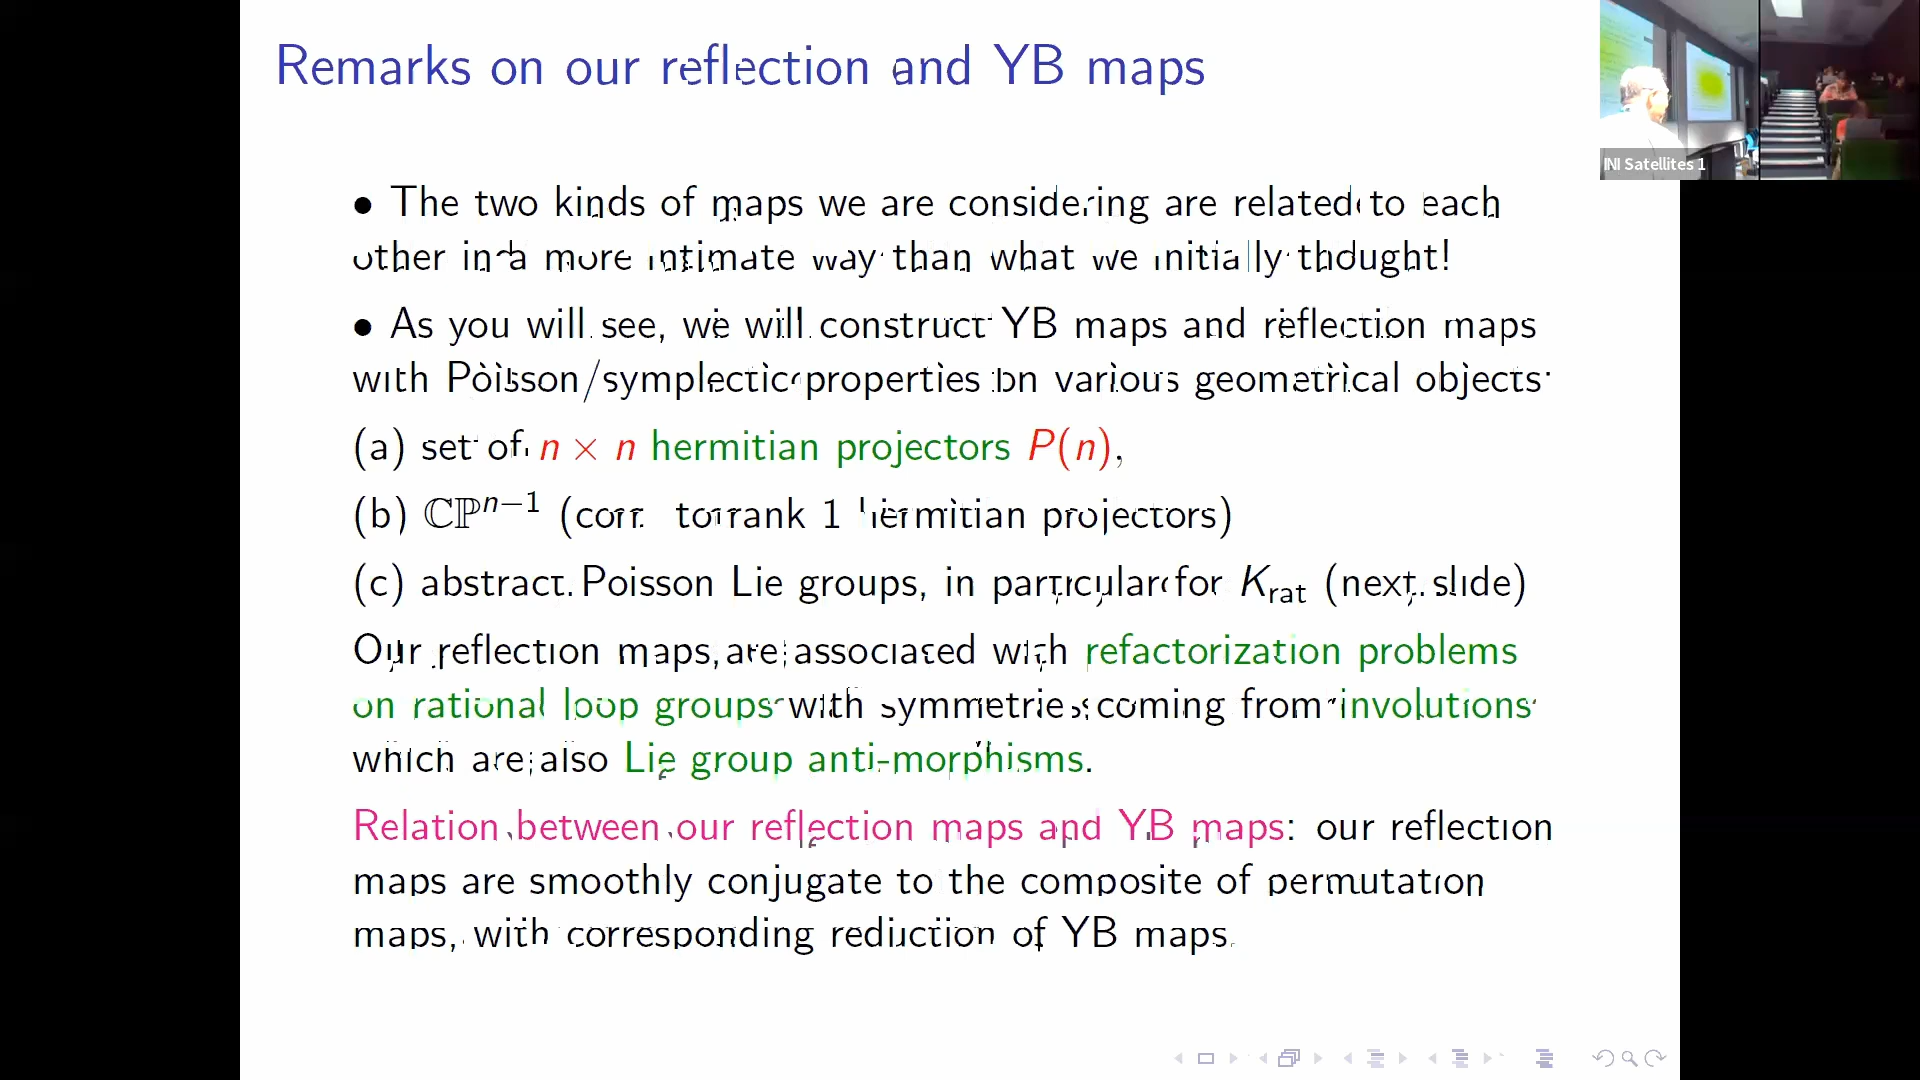 Remarks on our reflection and YB maps
INI Satellites 1
• The two kinds of maps we are considering are related to each
other in a more intimate way than what we initially thought!
• As you will see, we will construct YB maps and reflection maps
with Poisson/symplectic properties on various geometrical objects
(a) set of n × n hermitian projectors P(n),
(b) ℂℙⁿ⁻¹ (corr. to rank 1 hermitian projectors)
(c) abstract Poisson Lie groups, in particular for K_rat (next slide)
Our reflection maps are associated with refactorization problems
on rational loop groups with symmetries coming from involutions
which are also Lie group anti-morphisms.
Relation between our reflection maps and YB maps: our reflection
maps are smoothly conjugate to the composite of permutation
maps, with corresponding reduction of YB maps.